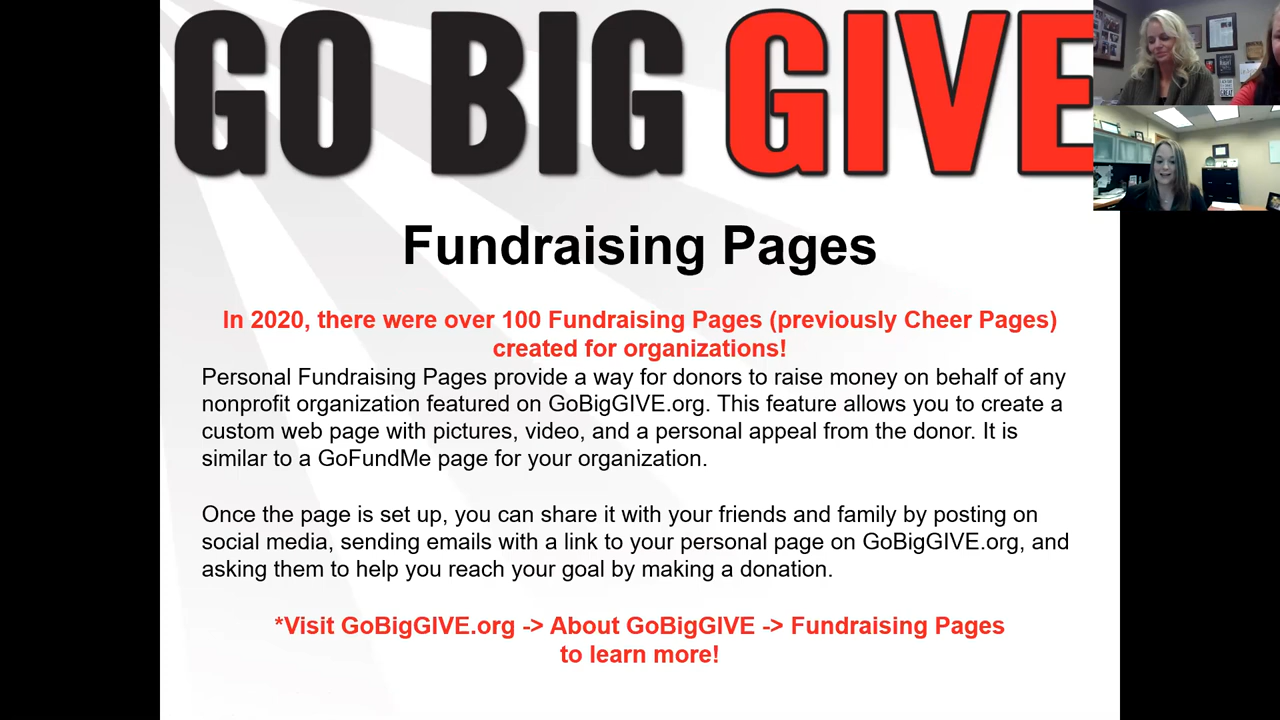 GO BIG GIVE
Fundraising Pages
In 2020, there were over 100 Fundraising Pages (previously Cheer Pages)
created for organizations!
Personal Fundraising Pages provide a way for donors to raise money on behalf of any
nonprofit organization featured on GoBigGIVE.org. This feature allows you to create a
custom web page with pictures, video, and a personal appeal from the donor. It is
similar to a GoFundMe page for your organization.
Once the page is set up, you can share it with your friends and family by posting on
social media, sending emails with a link to your personal page on GoBigGIVE.org, and
asking them to help you reach your goal by making a donation.
*Visit GoBigGIVE.org -> About GoBigGIVE -> Fundraising Pages
to learn more!